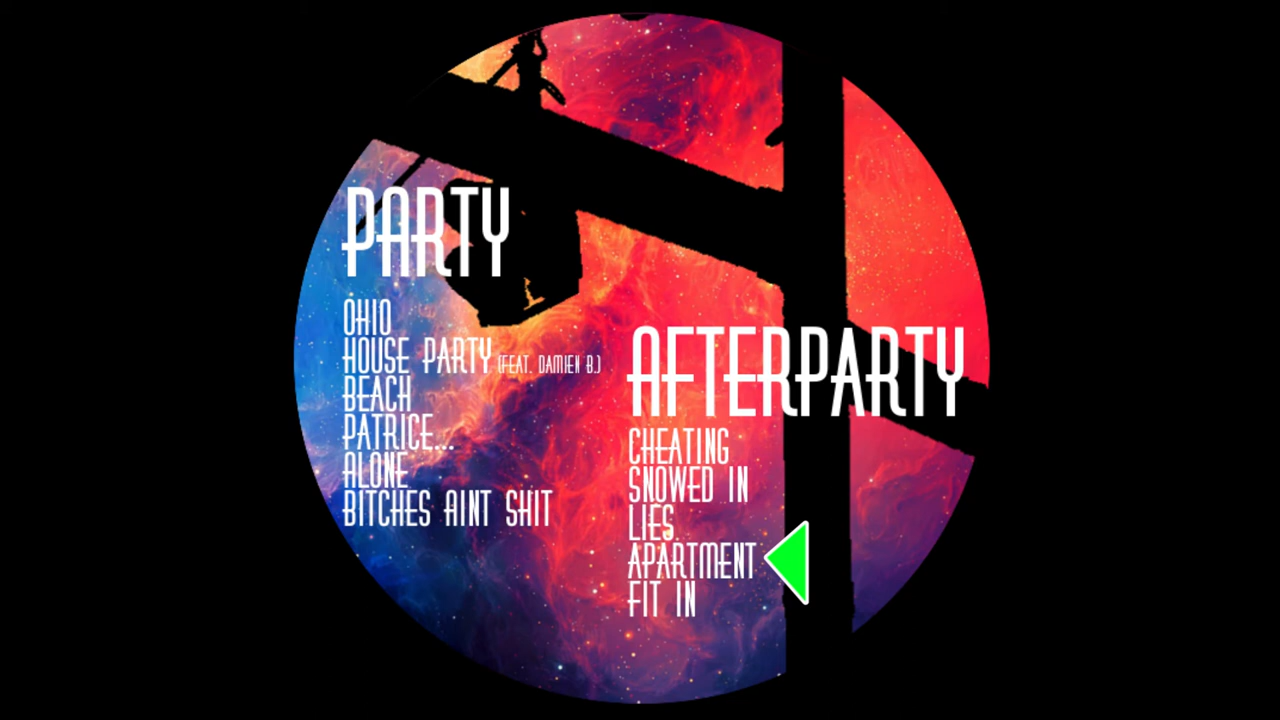 PARTY
OHIO
HOUSE PARTY (FEAT. DAMIEN B.)
BEACH
PATRICE...
ALONE
BITCHES AINT SHIT
AFTERPARTY
CHEATING
SNOWED IN
LIES
APARTMENT
FIT IN